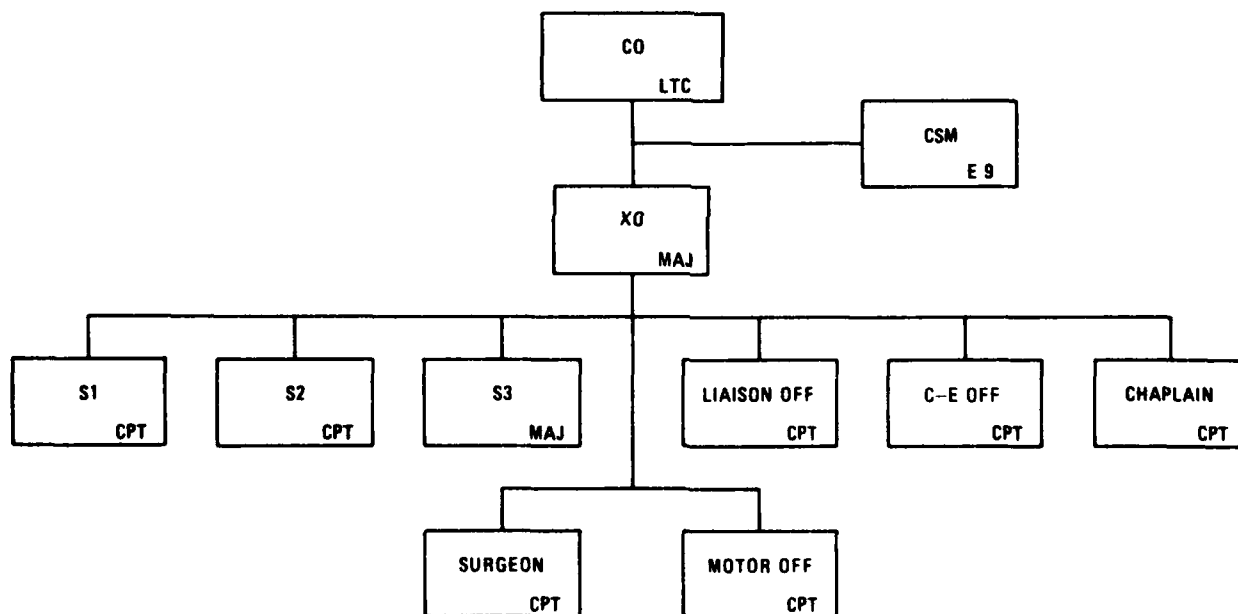 CO
LTC
CSM
E 9
XO
MAJ
S1
CPT
S2
CPT
S3
MAJ
LIAISON OFF
CPT
C-E OFF
CPT
CHAPLAIN
CPT
SURGEON
CPT
MOTOR OFF
CPT